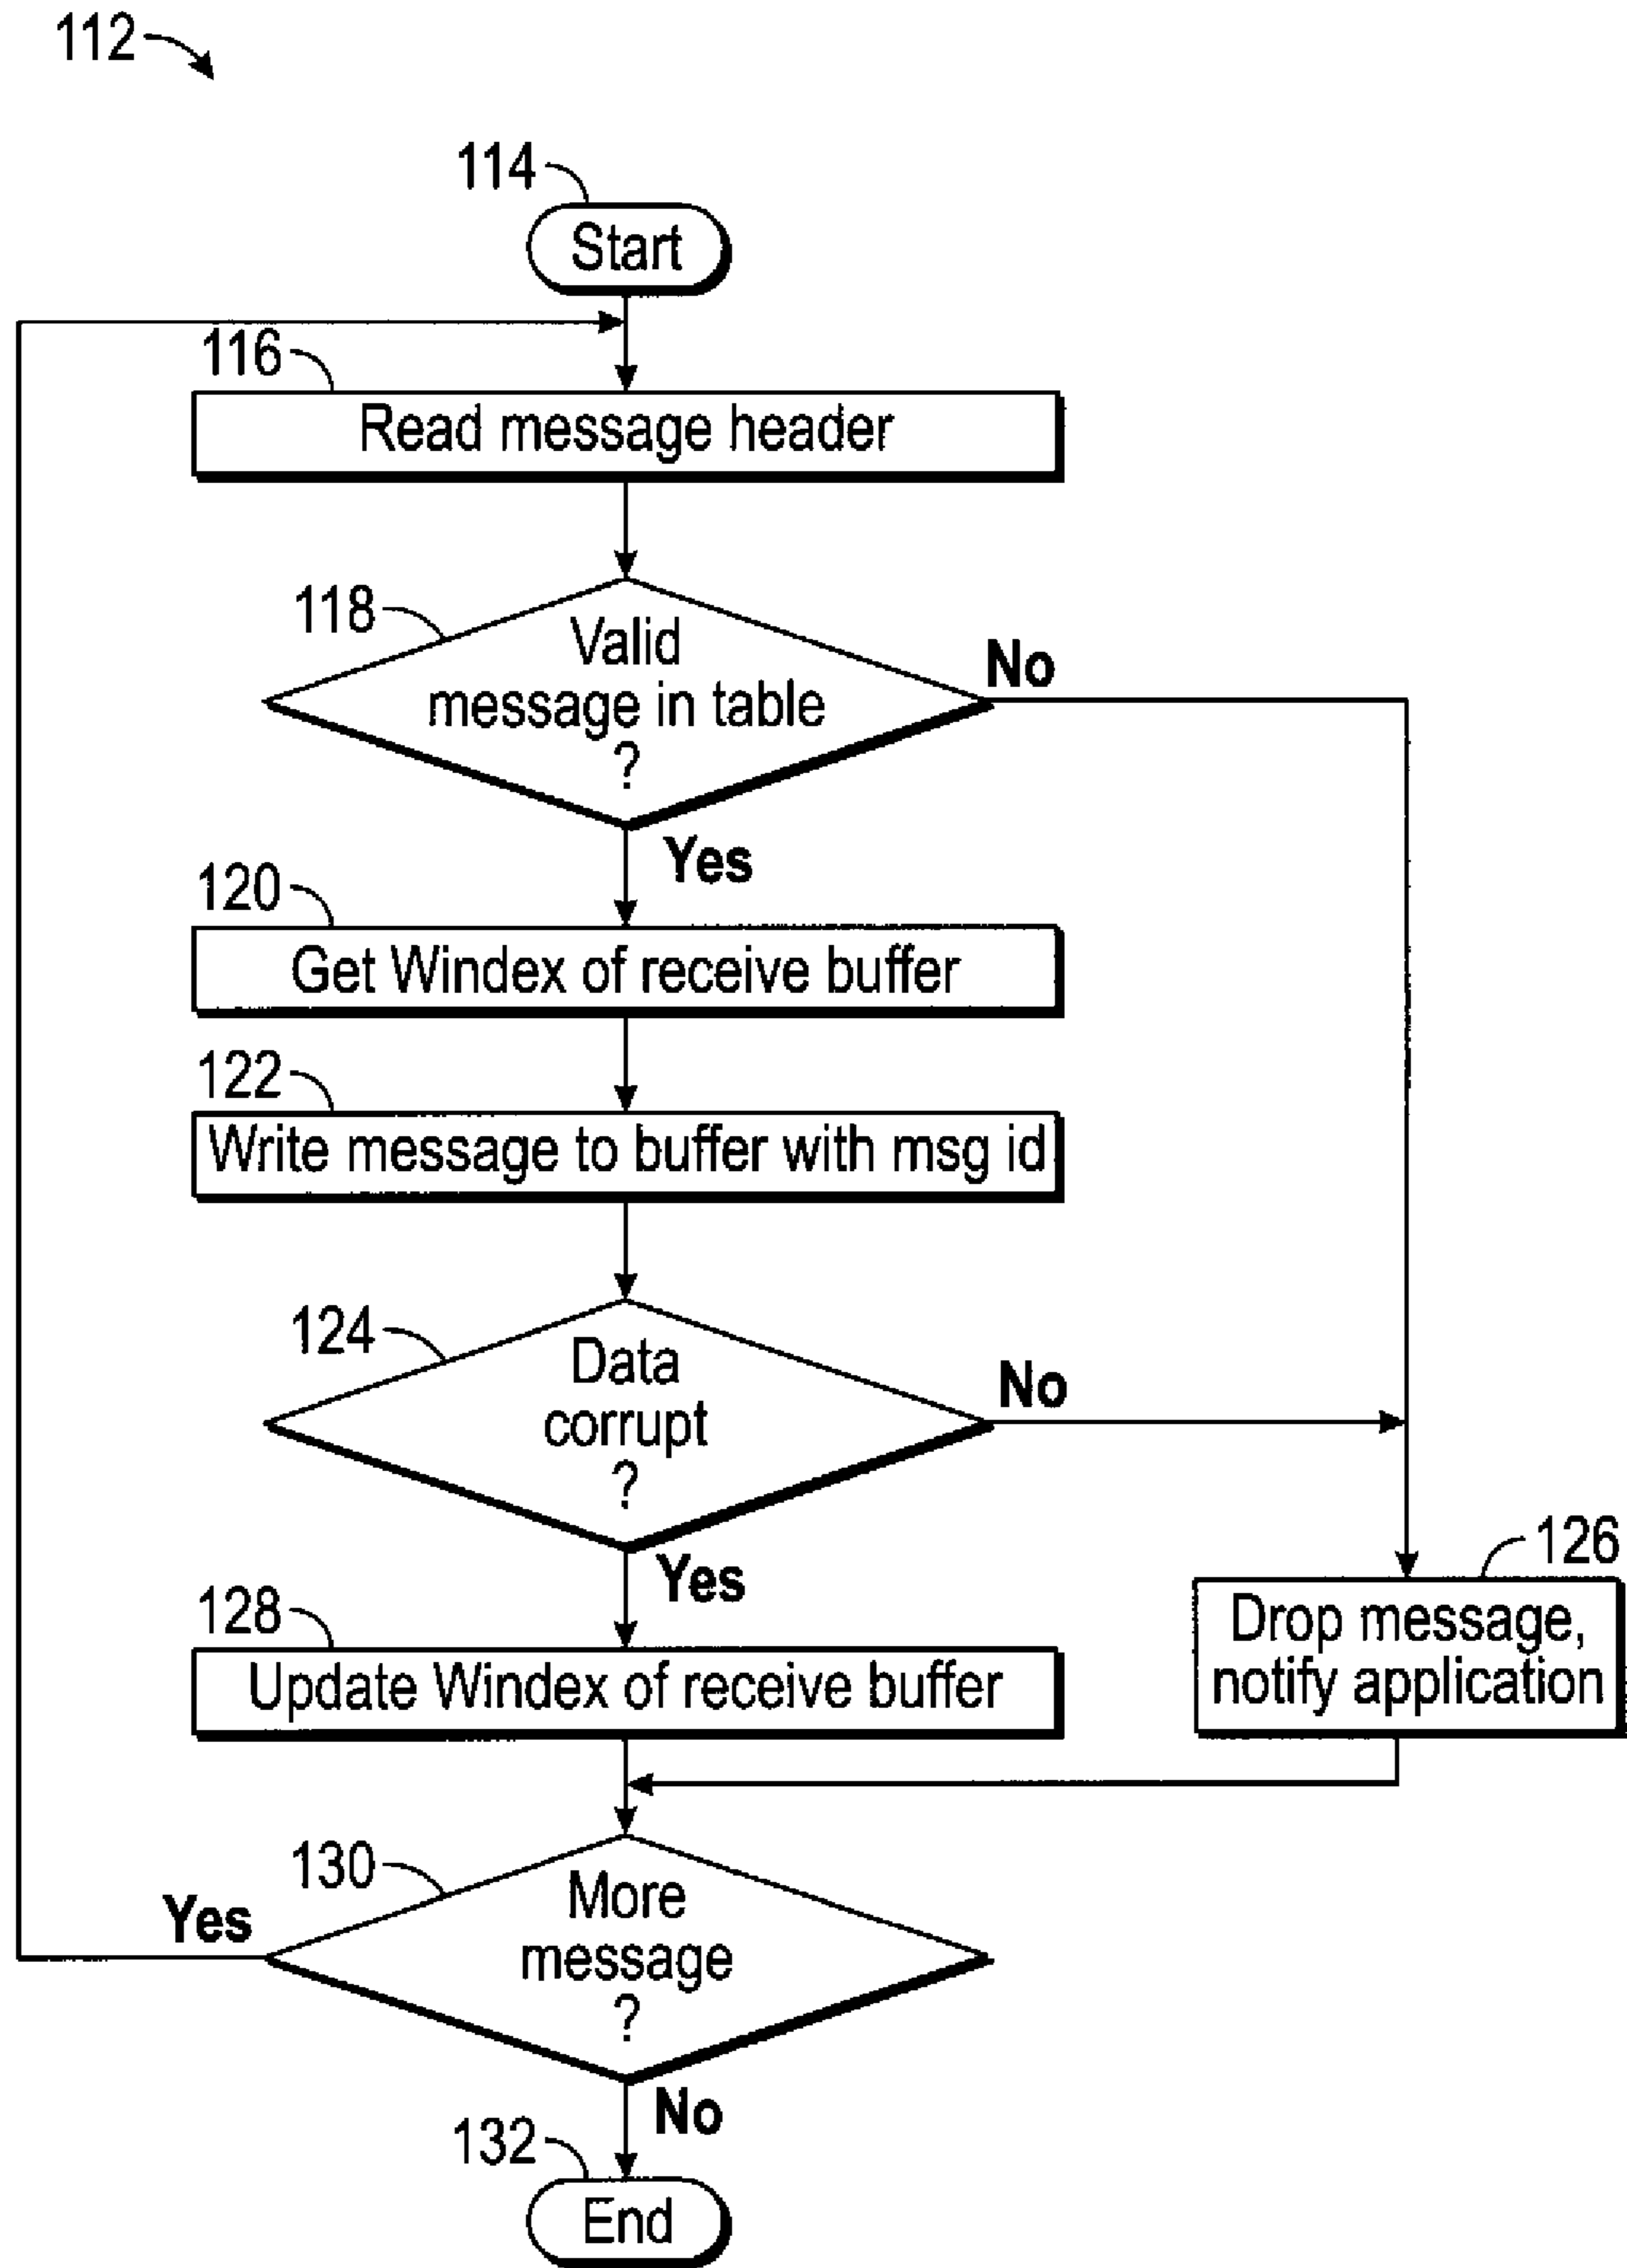 112
114
Start
116
Read message header
118
Valid
message in table
?
No
Yes
120
Get Windex of receive buffer
122
Write message to buffer with msg id
124
Data
corrupt
?
No
Yes
126
Drop message,
notify application
128
Update Windex of receive buffer
130
More
message
?
Yes
No
132
End